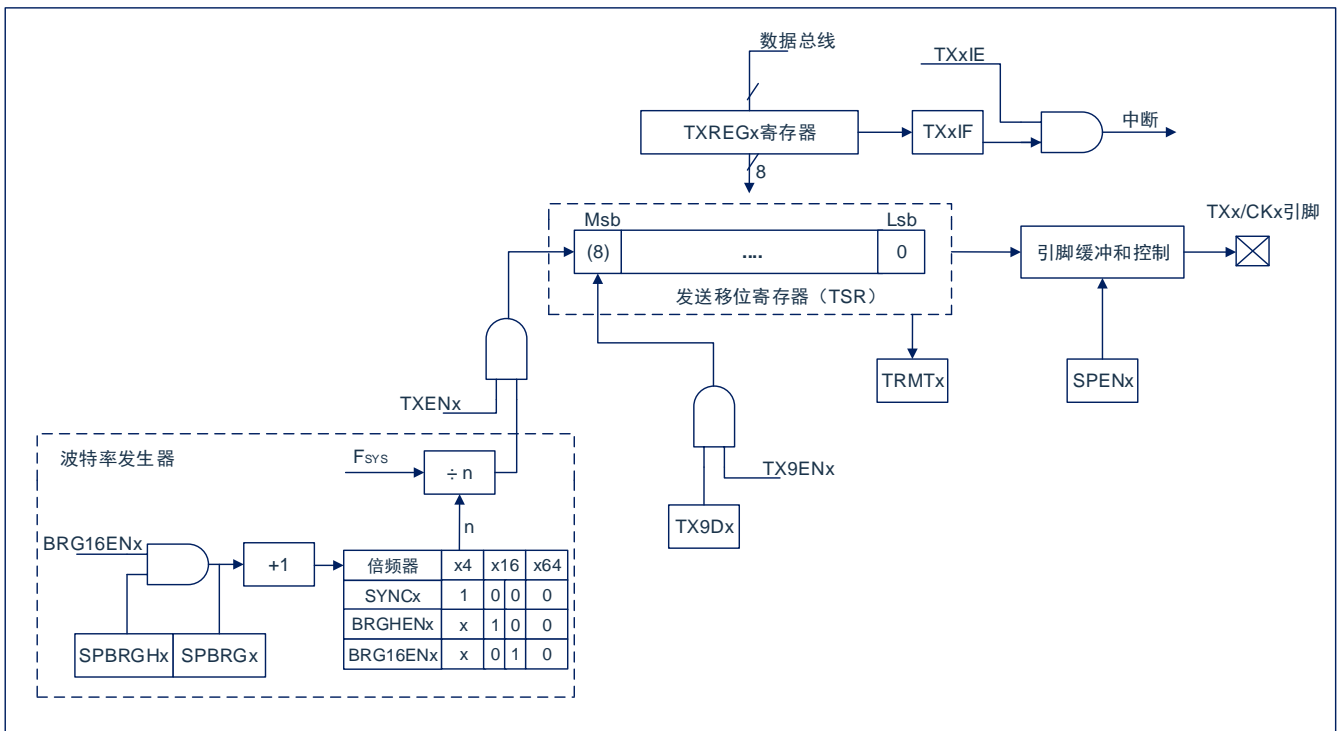 数据总线
TXxIE
TXREGx寄存器
TXxIF
中断
8
Msb
Lsb
TXx/CKx引脚
(8)
....
0
引脚缓冲和控制
发送移位寄存器（TSR）
TRMTx
SPENx
TXENx
波特率发生器
FSYS
÷ n
TX9ENx
TX9Dx
n
BRG16ENx
+1
倍频器 x4 x16 x64
SYNCx 1 0 0 0
BRGHENx x 1 0 0
BRG16ENx x 0 1 0
SPBRGHx SPBRGx